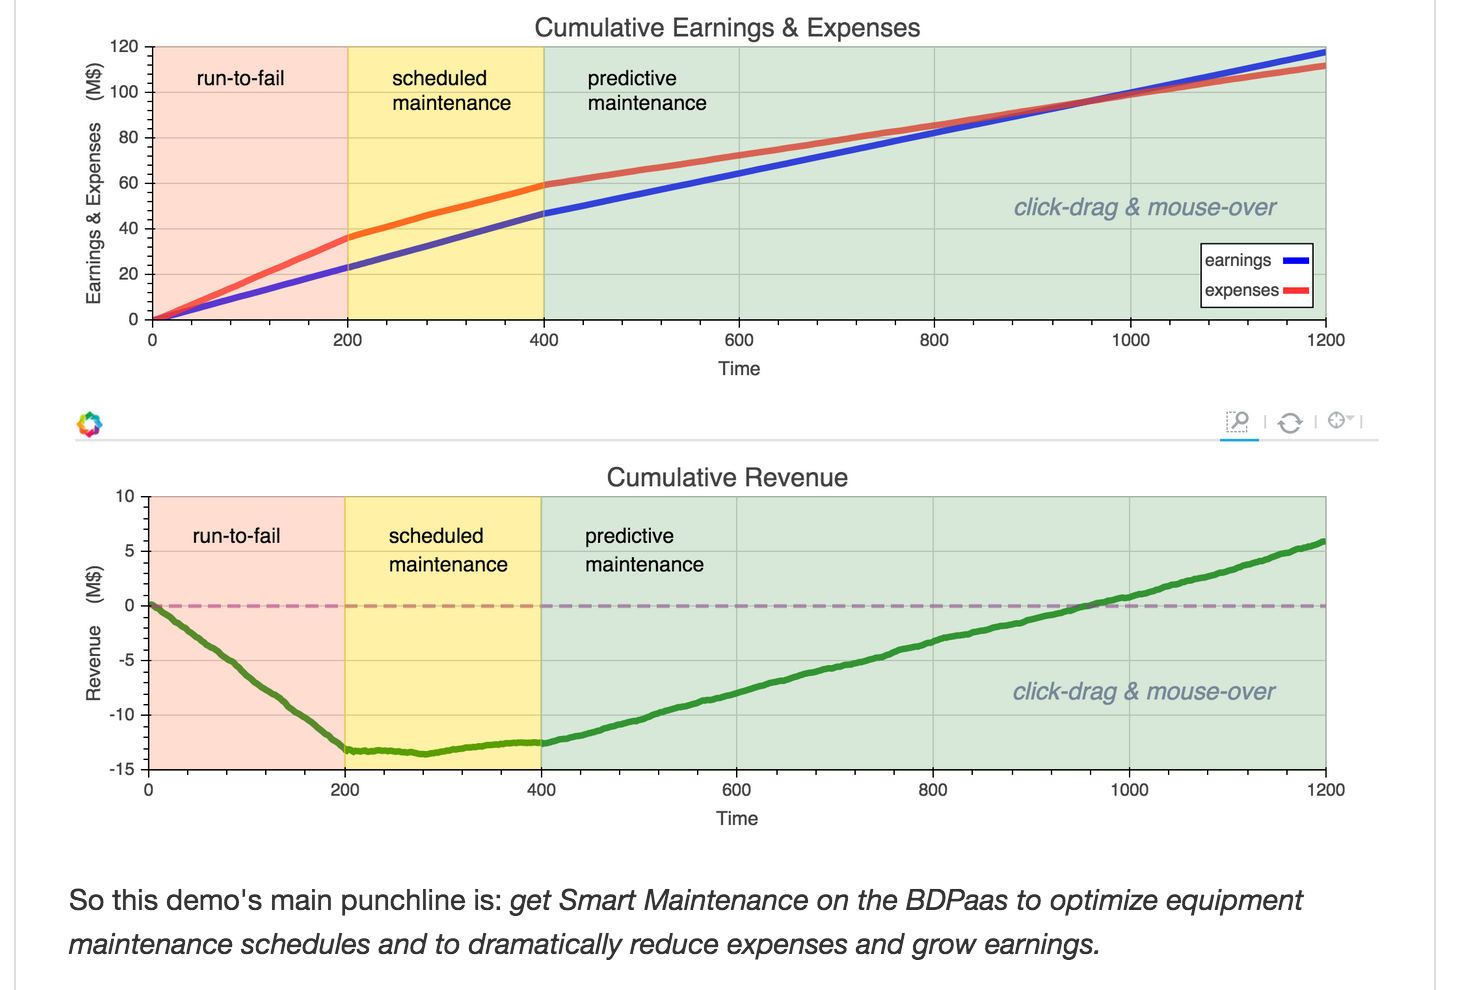 Cumulative Earnings & Expenses
Earnings & Expenses (M$)
120
100
80
60
40
20
0
run-to-fail
scheduled
maintenance
predictive
maintenance
click-drag & mouse-over
earnings
expenses
0 200 400 600 800 1000 1200
Time
Cumulative Revenue
Revenue (M$)
10
5
0
-5
-10
-15
run-to-fail
scheduled
maintenance
predictive
maintenance
click-drag & mouse-over
0 200 400 600 800 1000 1200
Time
So this demo's main punchline is: get Smart Maintenance on the BDPaas to optimize equipment
maintenance schedules and to dramatically reduce expenses and grow earnings.